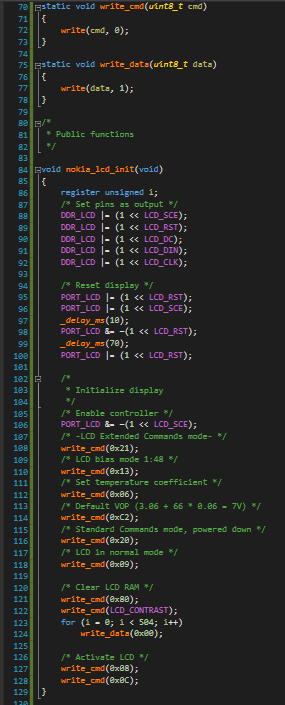 70 static void write_cmd(uint8_t cmd)
71 {
72 write(cmd, 0);
73 }
74
75 static void write_data(uint8_t data)
76 {
77 write(data, 1);
78 }
79
80 /*
81 * Public functions
82 */
83
84 void nokia_lcd_init(void)
85 {
86 register unsigned i;
87 /* Set pins as output */
88 DDR_LCD |= (1 << LCD_SCE);
89 DDR_LCD |= (1 << LCD_RST);
90 DDR_LCD |= (1 << LCD_DC);
91 DDR_LCD |= (1 << LCD_DIN);
92 DDR_LCD |= (1 << LCD_CLK);
93
94 /* Reset display */
95 PORT_LCD |= (1 << LCD_RST);
96 PORT_LCD |= (1 << LCD_SCE);
97 _delay_ms(10);
98 PORT_LCD &= ~(1 << LCD_RST);
99 _delay_ms(70);
100 PORT_LCD |= (1 << LCD_RST);
101
102 /*
103 * Initialize display
104 */
105 /* Enable controller */
106 PORT_LCD &= ~(1 << LCD_SCE);
107 /* -LCD Extended Commands mode- */
108 write_cmd(0x21);
109 /* LCD bias mode 1:48 */
110 write_cmd(0x13);
111 /* Set temperature coefficient */
112 write_cmd(0x06);
113 /* Default VOP (3.06 + 66 * 0.06 = 7V) */
114 write_cmd(0xC2);
115 /* Standard Commands mode, powered down */
116 write_cmd(0x20);
117 /* LCD in normal mode */
118 write_cmd(0x09);
119
120 /* Clear LCD RAM */
121 write_cmd(0x80);
122 write_cmd(LCD_CONTRAST);
123 for (i = 0; i < 504; i++)
124 write_data(0x00);
125
126 /* Activate LCD */
127 write_cmd(0x08);
128 write_cmd(0x0C);
129 }
130